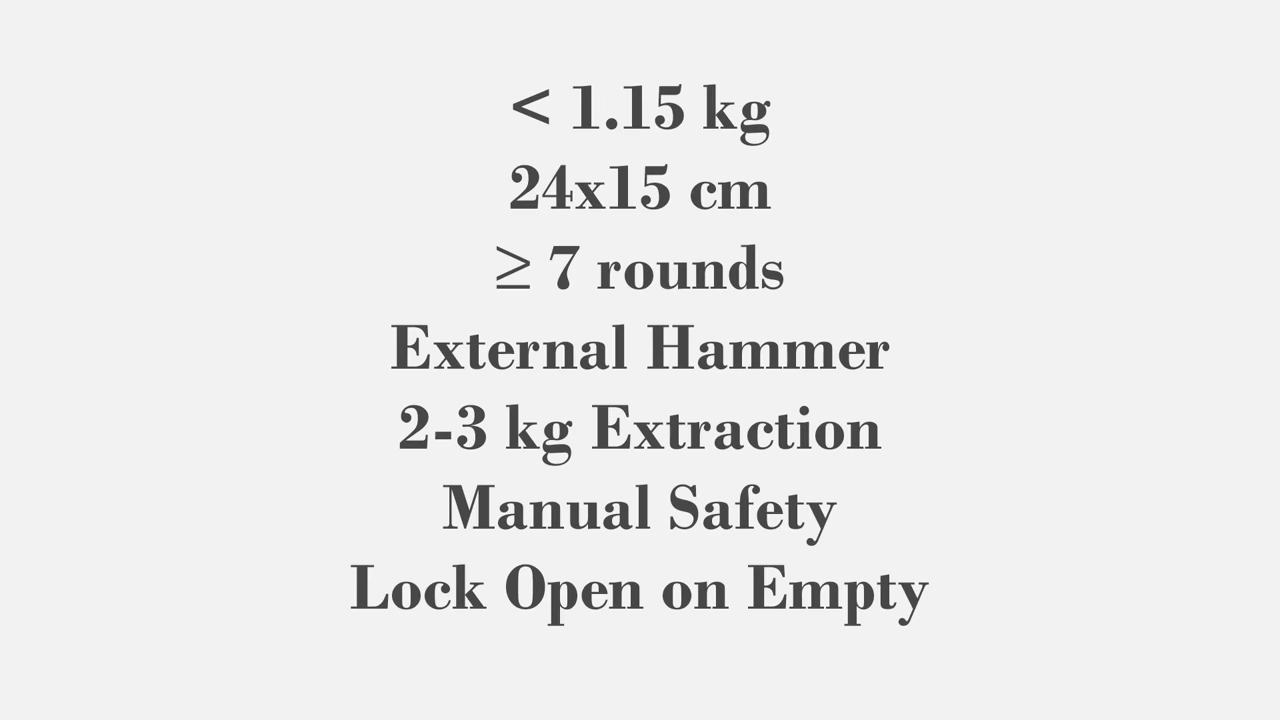 < 1.15 kg
24x15 cm
≥ 7 rounds
External Hammer
2-3 kg Extraction
Manual Safety
Lock Open on Empty